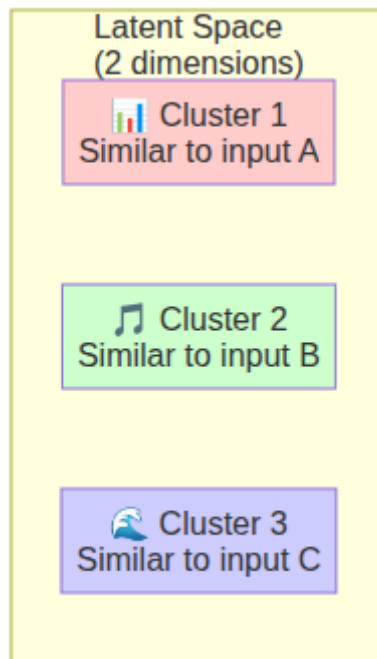 Latent Space
(2 dimensions)
📊 Cluster 1
Similar to input A
🎵 Cluster 2
Similar to input B
🌊 Cluster 3
Similar to input C